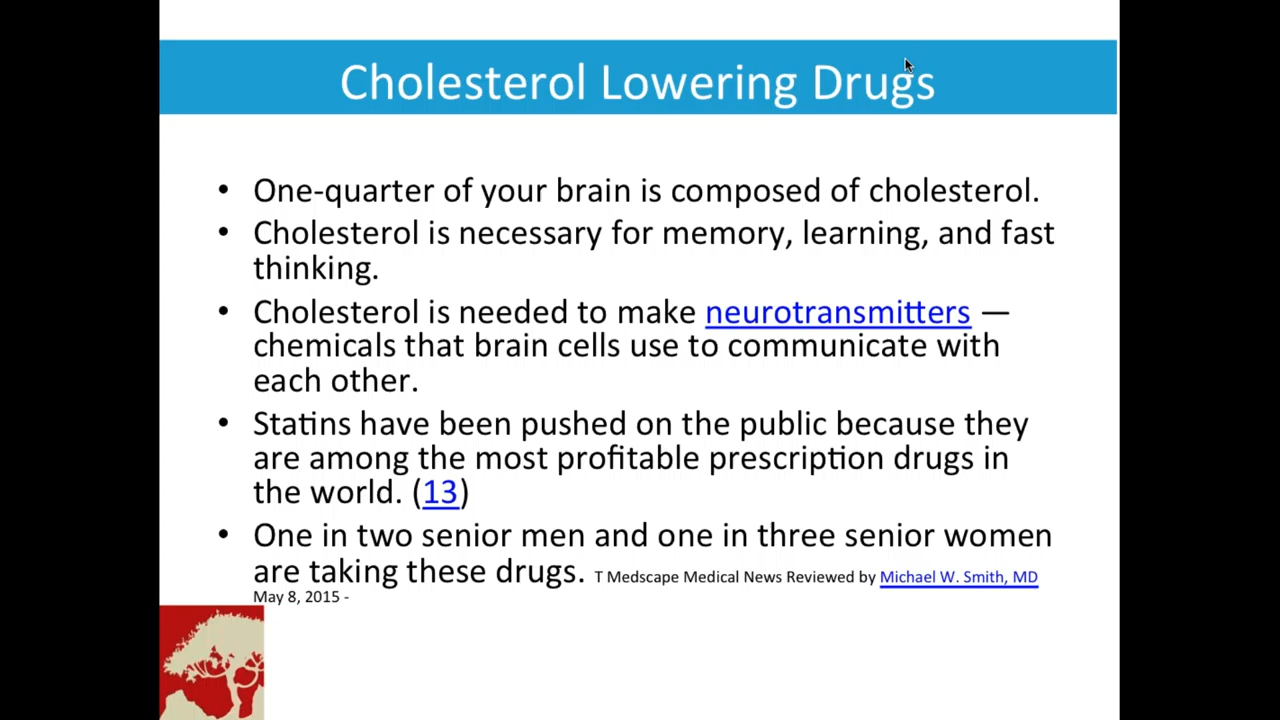 Cholesterol Lowering Drugs
• One-quarter of your brain is composed of cholesterol.
• Cholesterol is necessary for memory, learning, and fast
thinking.
• Cholesterol is needed to make neurotransmitters —
chemicals that brain cells use to communicate with
each other.
• Statins have been pushed on the public because they
are among the most profitable prescription drugs in
the world. (13)
• One in two senior men and one in three senior women
are taking these drugs. T Medscape Medical News Reviewed by Michael W. Smith, MD
May 8, 2015 -